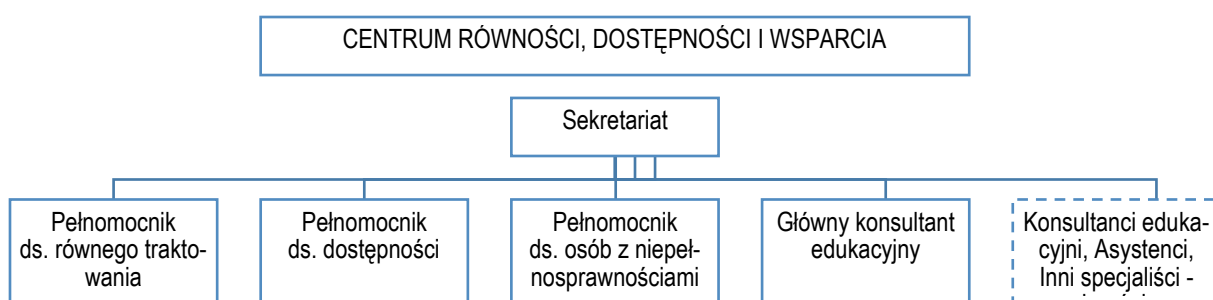 CENTRUM RÓWNOŚCI, DOSTĘPNOŚCI I WSPARCIA
Sekretariat
Pełnomocnik
ds. równego trakto-
wania
Pełnomocnik
ds. dostępności
Pełnomocnik
ds. osób z niepeł-
nosprawnościami
Główny konsultant
edukacyjny
Konsultanci eduka-
cyjni, Asystenci,
Inni specjaliści -